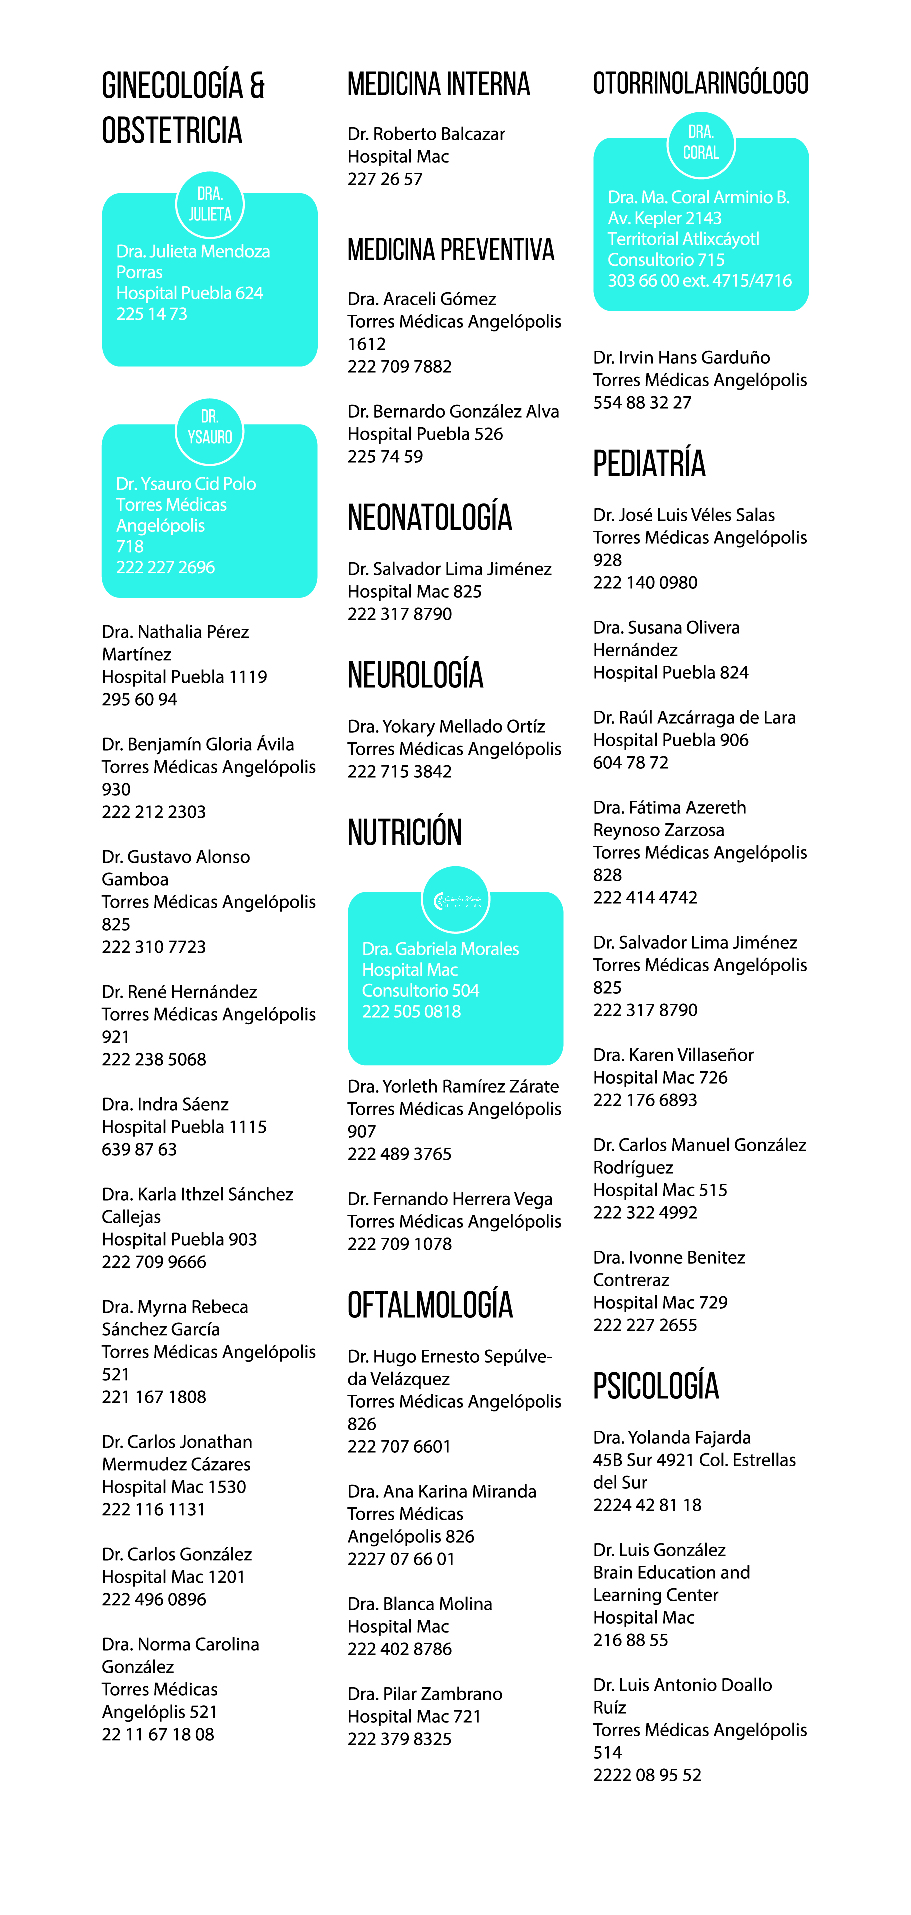 GINECOLOGÍA &
OBSTETRICIA
DRA.
JULIETA
Dra. Julieta Mendoza
Porras
Hospital Puebla 624
225 14 73
DR.
YSAURO
Dr. Ysauro Cid Polo
Torres Médicas
Angelópolis
718
222 227 2696
Dra. Nathalia Pérez
Martínez
Hospital Puebla 1119
295 60 94
Dr. Benjamín Gloria Ávila
Torres Médicas Angelópolis
930
222 212 2303
Dr. Gustavo Alonso
Gamboa
Torres Médicas Angelópolis
825
222 310 7723
Dr. René Hernández
Torres Médicas Angelópolis
921
222 238 5068
Dra. Indra Sáenz
Hospital Puebla 1115
639 87 63
Dra. Karla Ithzel Sánchez
Callejas
Hospital Puebla 903
222 709 9666
Dra. Myrna Rebeca
Sánchez García
Torres Médicas Angelópolis
521
221 167 1808
Dr. Carlos Jonathan
Mermudez Cázares
Hospital Mac 1530
222 116 1131
Dr. Carlos González
Hospital Mac 1201
222 496 0896
Dra. Norma Carolina
González
Torres Médicas
Angelóplis 521
22 11 67 18 08
MEDICINA INTERNA
Dr. Roberto Balcazar
Hospital Mac
227 26 57
MEDICINA PREVENTIVA
Dra. Araceli Gómez
Torres Médicas Angelópolis
1612
222 709 7882
Dr. Bernardo González Alva
Hospital Puebla 526
225 74 59
NEONATOLOGÍA
Dr. Salvador Lima Jiménez
Hospital Mac 825
222 317 8790
NEUROLOGÍA
Dra. Yokary Mellado Ortíz
Torres Médicas Angelópolis
222 715 3842
NUTRICIÓN
Dra. Gabriela Morales
Hospital Mac
Consultorio 504
222 505 0818
Dra. Yorleth Ramírez Zárate
Torres Médicas Angelópolis
907
222 489 3765
Dr. Fernando Herrera Vega
Torres Médicas Angelópolis
222 709 1078
OFTALMOLOGÍA
Dr. Hugo Ernesto Sepúlve-
da Velázquez
Torres Médicas Angelópolis
826
222 707 6601
Dra. Ana Karina Miranda
Torres Médicas
Angelópolis 826
2227 07 66 01
Dra. Blanca Molina
Hospital Mac
222 402 8786
Dra. Pilar Zambrano
Hospital Mac 721
222 379 8325
OTORRINOLARINGÓLOGO
DRA.
CORAL
Dra. Ma. Coral Arminio B.
Av. Kepler 2143
Territorial Atlixcáyotl
Consultorio 715
303 66 00 ext. 4715/4716
Dr. Irvin Hans Garduño
Torres Médicas Angelópolis
554 88 32 27
PEDIATRÍA
Dr. José Luis Véles Salas
Torres Médicas Angelópolis
928
222 140 0980
Dra. Susana Olivera
Hernández
Hospital Puebla 824
Dr. Raúl Azcárraga de Lara
Hospital Puebla 906
604 78 72
Dra. Fátima Azereth
Reynoso Zarzosa
Torres Médicas Angelópolis
828
222 414 4742
Dr. Salvador Lima Jiménez
Torres Médicas Angelópolis
825
222 317 8790
Dra. Karen Villaseñor
Hospital Mac 726
222 176 6893
Dr. Carlos Manuel González
Rodríguez
Hospital Mac 515
222 322 4992
Dra. Ivonne Benitez
Contreraz
Hospital Mac 729
222 227 2655
PSICOLOGÍA
Dra. Yolanda Fajarda
45B Sur 4921 Col. Estrellas
del Sur
2224 42 81 18
Dr. Luis González
Brain Education and
Learning Center
Hospital Mac
216 88 55
Dr. Luis Antonio Doallo
Ruíz
Torres Médicas Angelópolis
514
2222 08 95 52